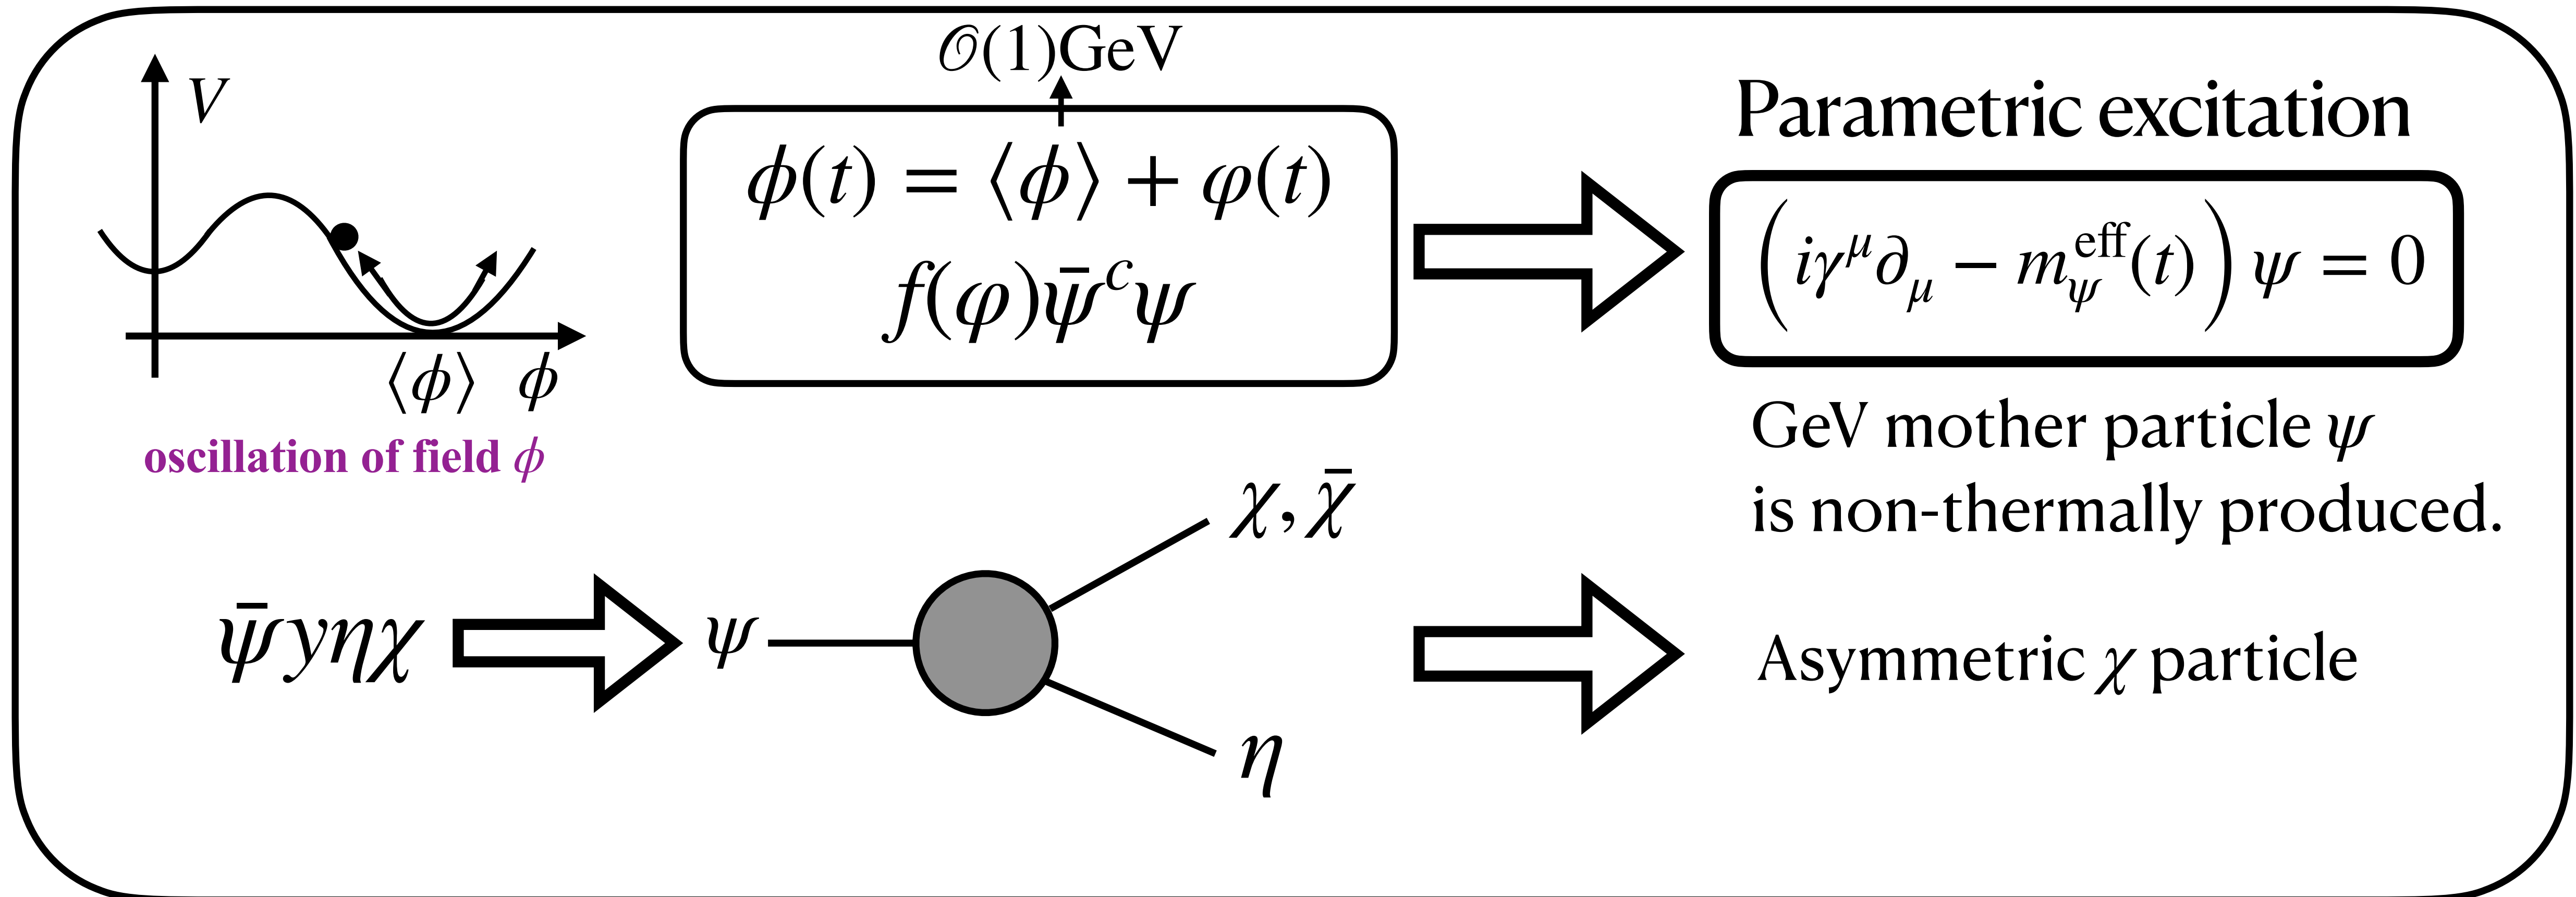 V
⟨ϕ⟩ ϕ
oscillation of field ϕ
𝒪(1)GeV
ϕ(t) = ⟨ϕ⟩ + φ(t)
f(φ)ψ̄ᶜψ
Parametric excitation
(iγ^μ∂_μ − m_ψ^eff(t)) ψ = 0
GeV mother particle ψ
is non-thermally produced.
ψ̄yηχ
ψ
χ, χ̄
η
Asymmetric χ particle